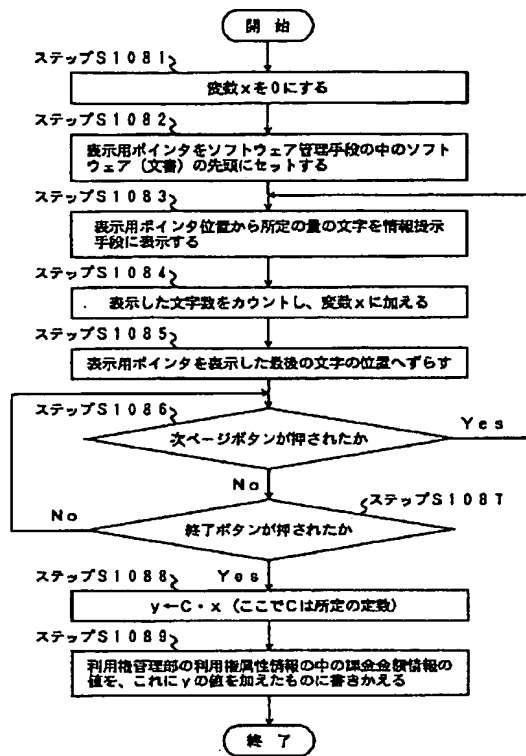 開 始
ステップS1081
変数xを0にする
ステップS1082
表示用ポインタをソフトウェア管理手段の中のソフト
ウェア（文書）の先頭にセットする
ステップS1083
表示用ポインタ位置から所定の量の文字を情報提示
手段に表示する
ステップS1084
表示した文字数をカウントし、変数xに加える
ステップS1085
表示用ポインタを表示した最後の文字の位置へずらす
ステップS1086
次ページボタンが押されたか
Yes
No
ステップS1087
終了ボタンが押されたか
No
Yes
ステップS1088
y←C・x（ここでCは所定の定数）
ステップS1089
利用権管理部の利用権属性情報の中の課金金額情報の
値を、これにyの値を加えたものに書きかえる
終 了